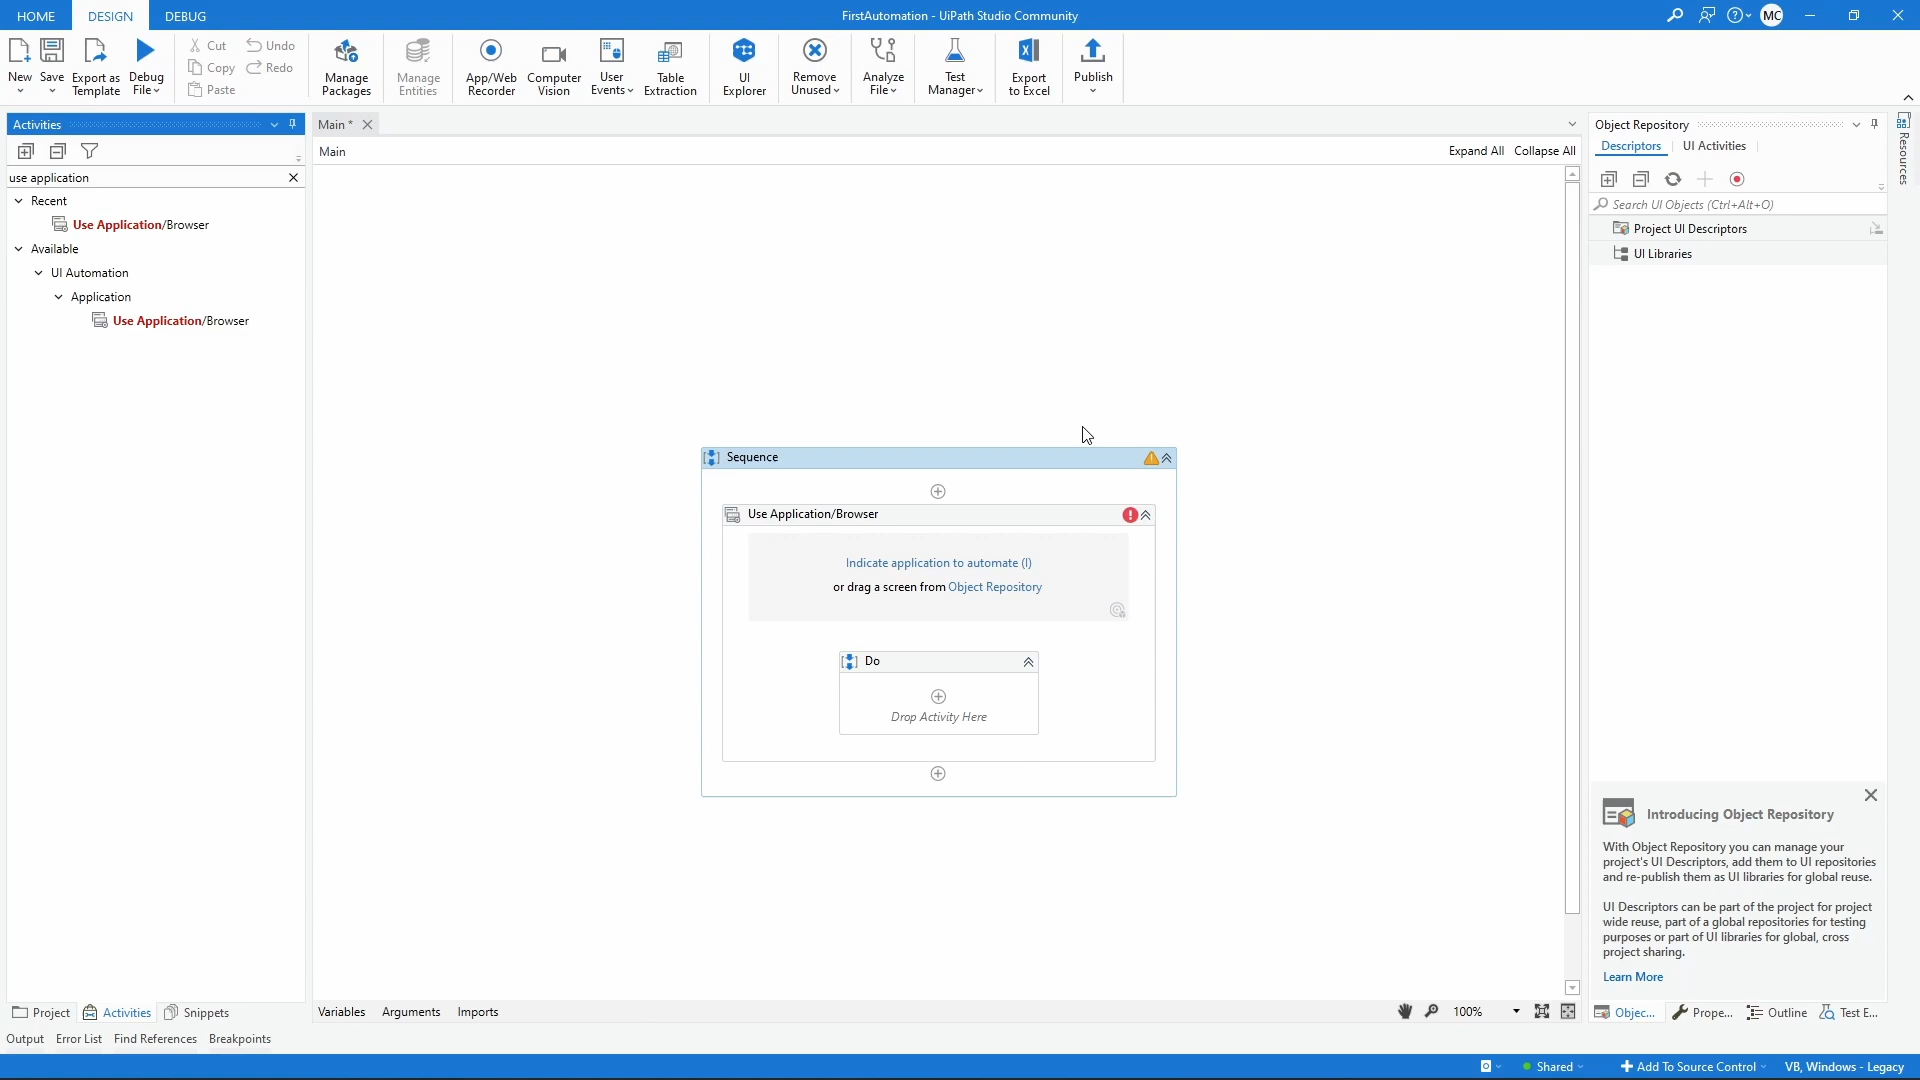 HOME
DESIGN
DEBUG
FirstAutomation - UiPath Studio Community
MC
New
Save
Export as
Template
Debug
File
Cut
Copy
Paste
Undo
Redo
Manage
Packages
Manage
Entities
App/Web
Recorder
Computer
Vision
User
Events
Table
Extraction
UI
Explorer
Remove
Unused
Analyze
File
Test
Manager
Export
to Excel
Publish
Activities
use application
Recent
Use Application/Browser
Available
UI Automation
Application
Use Application/Browser
Main *
Main
Expand All
Collapse All
Sequence
Use Application/Browser
Indicate application to automate (I)
or drag a screen from Object Repository
Do
Drop Activity Here
Object Repository
Descriptors
UI Activities
Search UI Objects (Ctrl+Alt+O)
Project UI Descriptors
UI Libraries
Resources
Introducing Object Repository
With Object Repository you can manage your
project's UI Descriptors, add them to UI repositories
and re-publish them as UI libraries for global reuse.
UI Descriptors can be part of the project for project
wide reuse, part of a global repositories for testing
purposes or part of UI libraries for global, cross
project sharing.
Learn More
Project
Activities
Snippets
Variables
Arguments
Imports
100%
Objec...
Prope...
Outline
Test E...
Output
Error List
Find References
Breakpoints
Shared
Add To Source Control
VB, Windows - Legacy